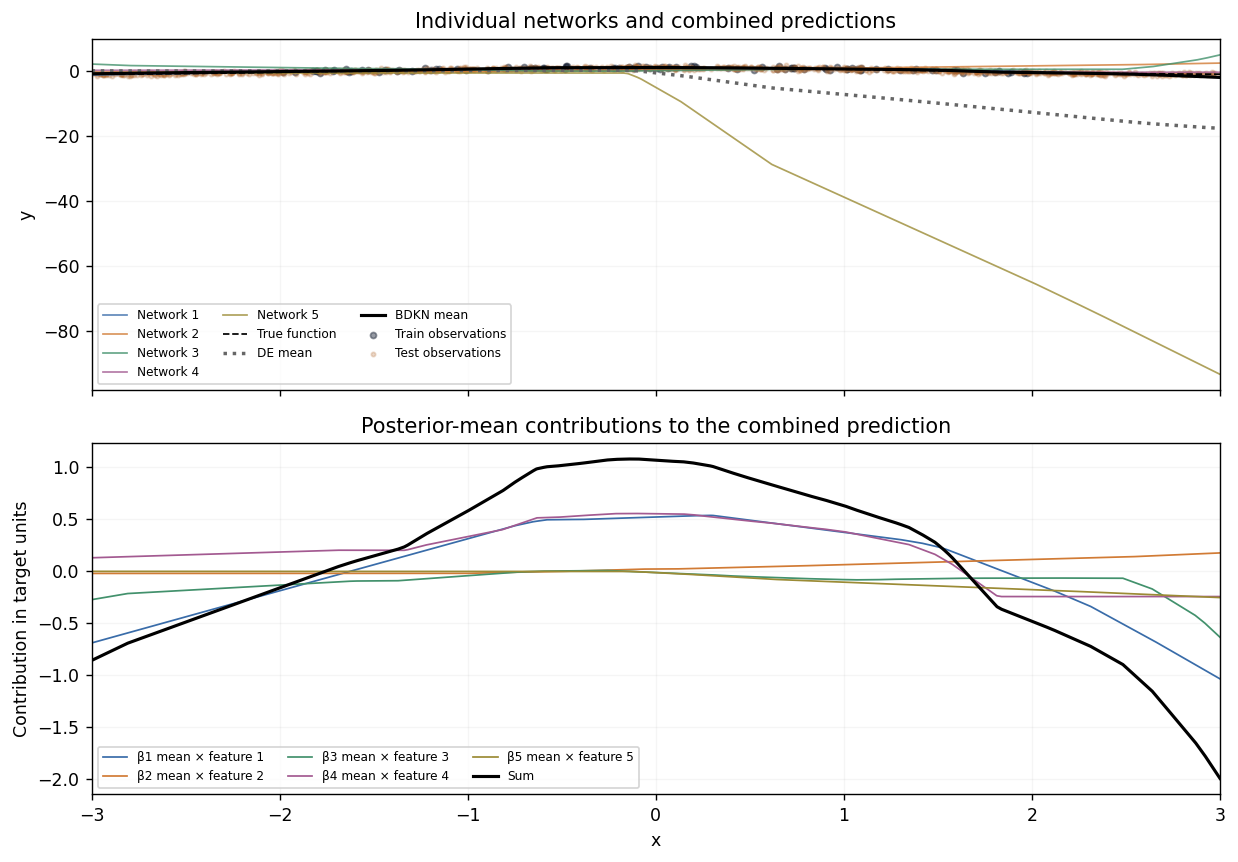 Individual networks and combined predictions
0
−20
−40
−60
−80
y
Network 1
Network 2
Network 3
Network 4
Network 5
True function
DE mean
BDKN mean
Train observations
Test observations
Posterior-mean contributions to the combined prediction
1.0
0.5
0.0
−0.5
−1.0
−1.5
−2.0
Contribution in target units
β1 mean × feature 1
β2 mean × feature 2
β3 mean × feature 3
β4 mean × feature 4
β5 mean × feature 5
Sum
−3
−2
−1
0
1
2
3
x